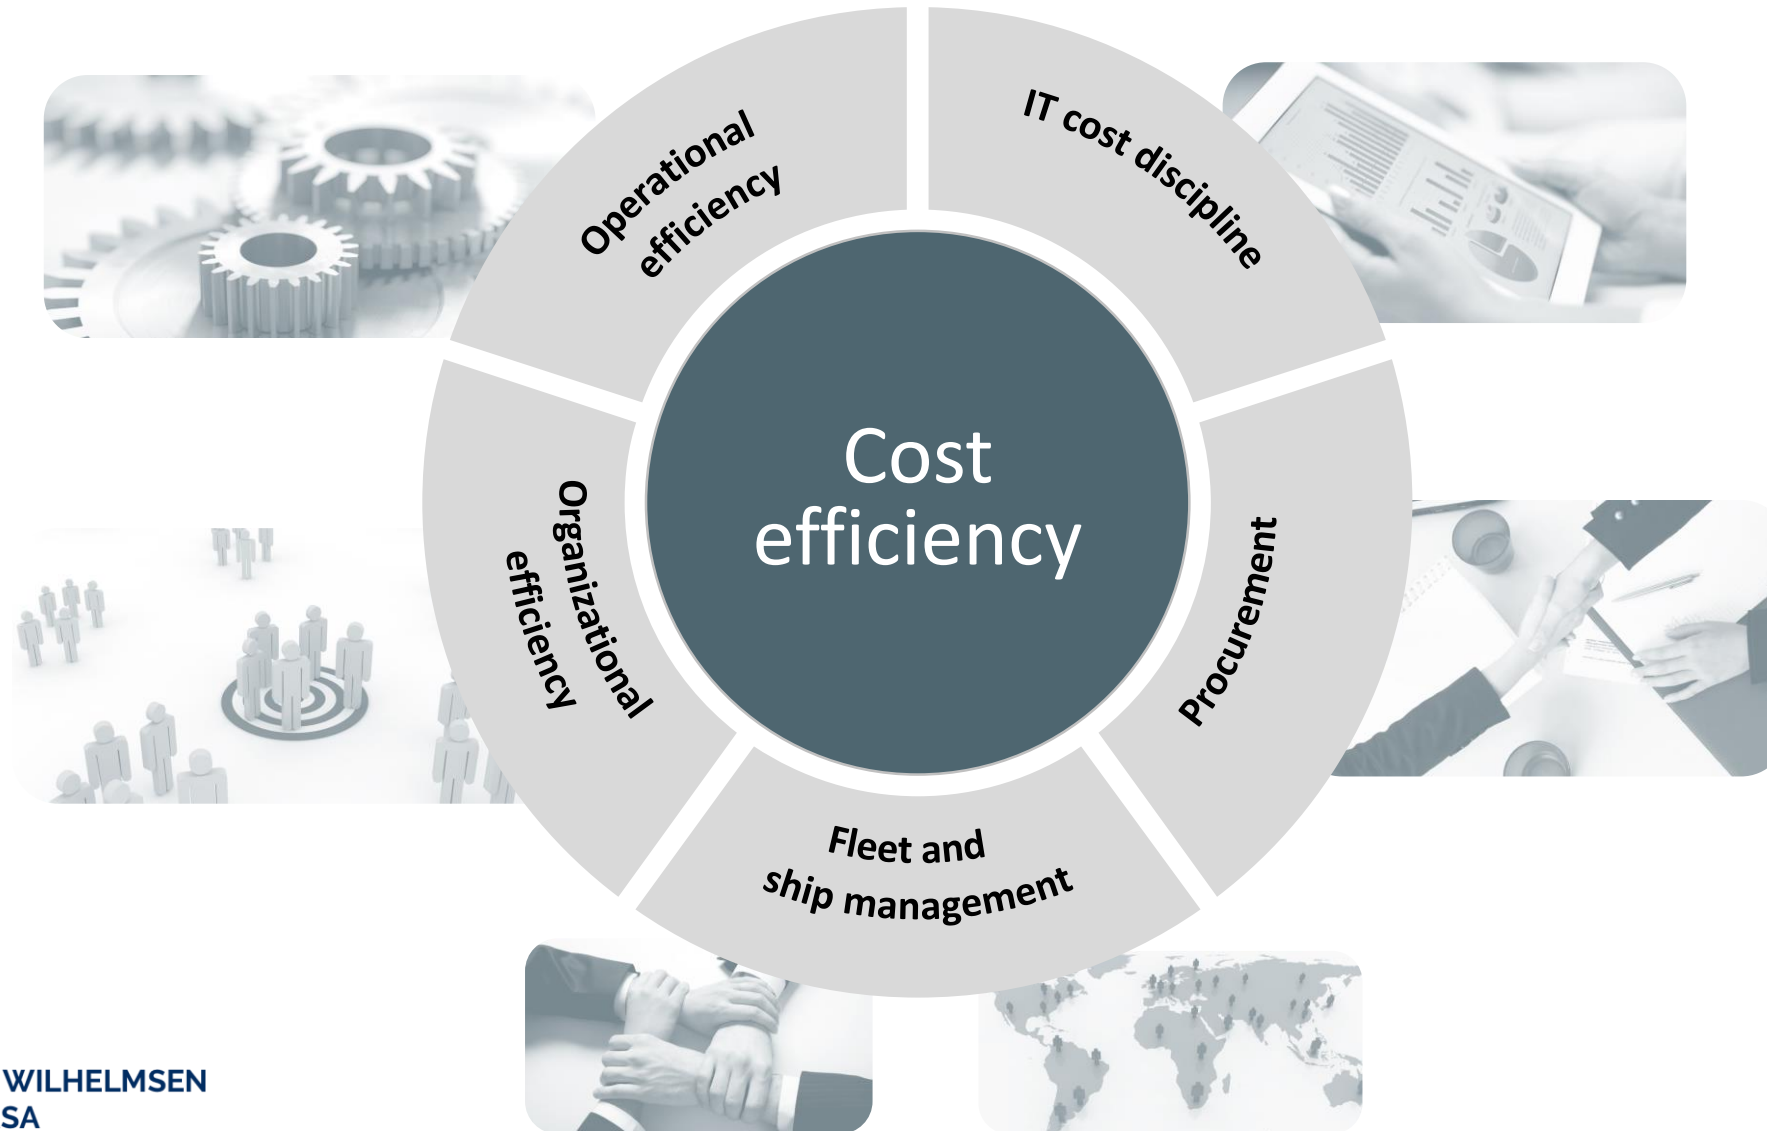 Operational
efficiency
IT cost discipline
Cost
efficiency
Organizational
efficiency
Procurement
Fleet and
ship management
WILHELMSEN
SA